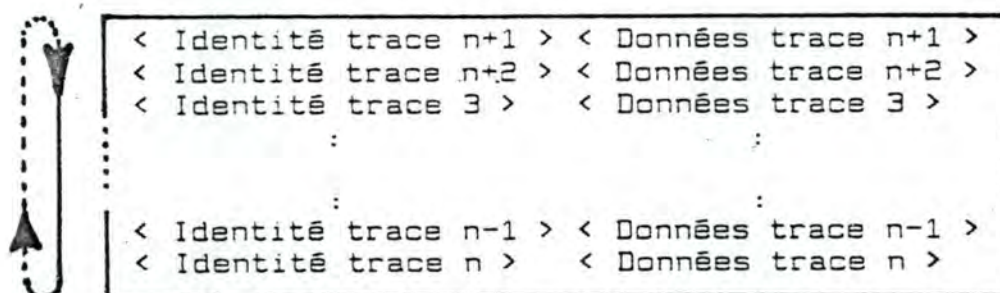 < Identité trace n+1 > < Données trace n+1 >
< Identité trace n+2 > < Données trace n+2 >
< Identité trace 3 > < Données trace 3 >
: :
: :
< Identité trace n-1 > < Données trace n-1 >
< Identité trace n > < Données trace n >